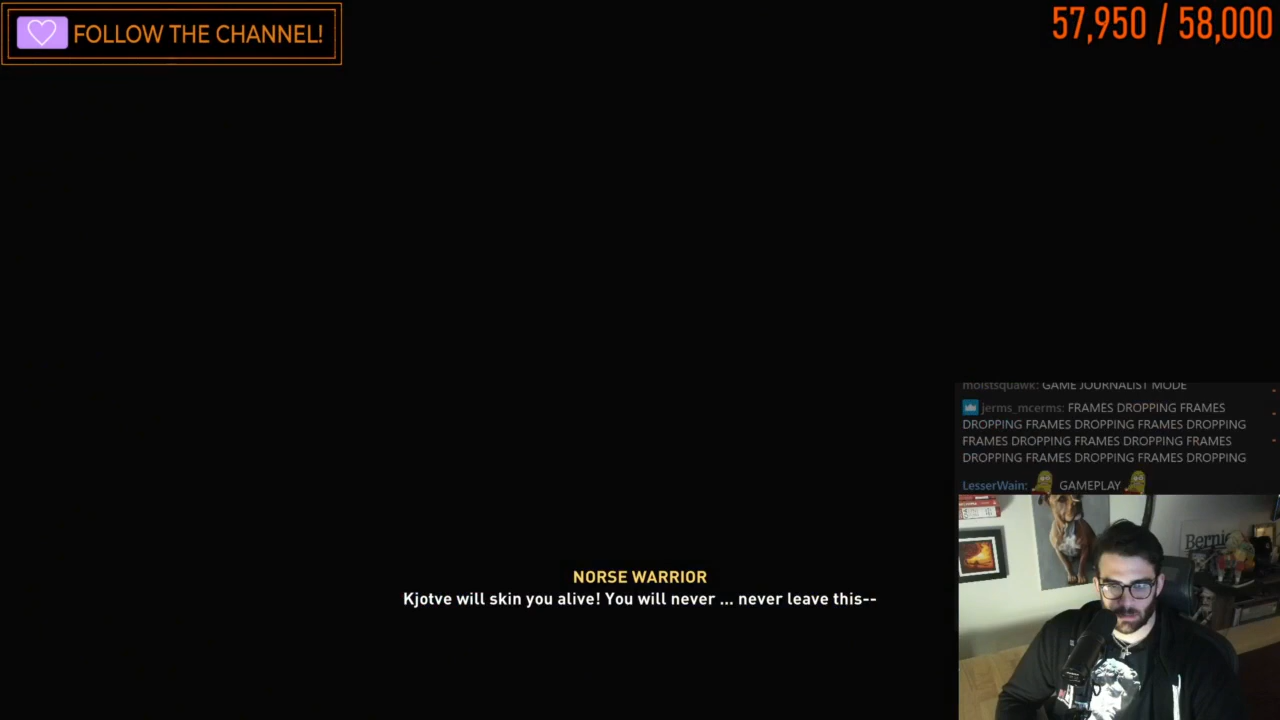 FOLLOW THE CHANNEL!
57,950 / 58,000
moistsquawk: GAME JOURNALIST MODE
jerms_mcerms: FRAMES DROPPING FRAMES
DROPPING FRAMES DROPPING FRAMES DROPPING
FRAMES DROPPING FRAMES DROPPING FRAMES
DROPPING FRAMES DROPPING FRAMES DROPPING
LesserWain: GAMEPLAY
Bernie
NORSE WARRIOR
Kjotve will skin you alive! You will never ... never leave this--